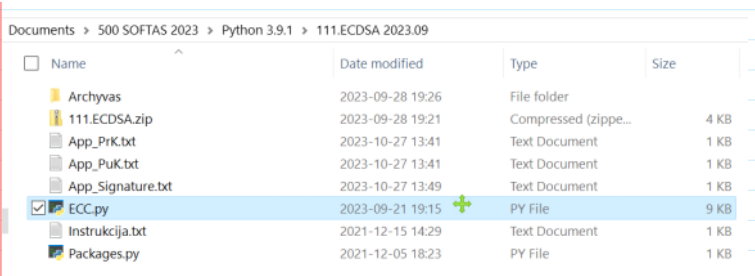 Documents > 500 SOFTAS 2023 > Python 3.9.1 > 111.ECDSA 2023.09
Name Date modified Type Size
Archyvas 2023-09-28 19:26 File folder
111.ECDSA.zip 2023-09-28 19:21 Compressed (zippe... 4 KB
App_PrK.txt 2023-10-27 13:41 Text Document 1 KB
App_PuK.txt 2023-10-27 13:41 Text Document 1 KB
App_Signature.txt 2023-10-27 13:49 Text Document 1 KB
ECC.py 2023-09-21 19:15 PY File 9 KB
Instrukcija.txt 2021-12-15 14:29 Text Document 1 KB
Packages.py 2021-12-05 18:23 PY File 1 KB